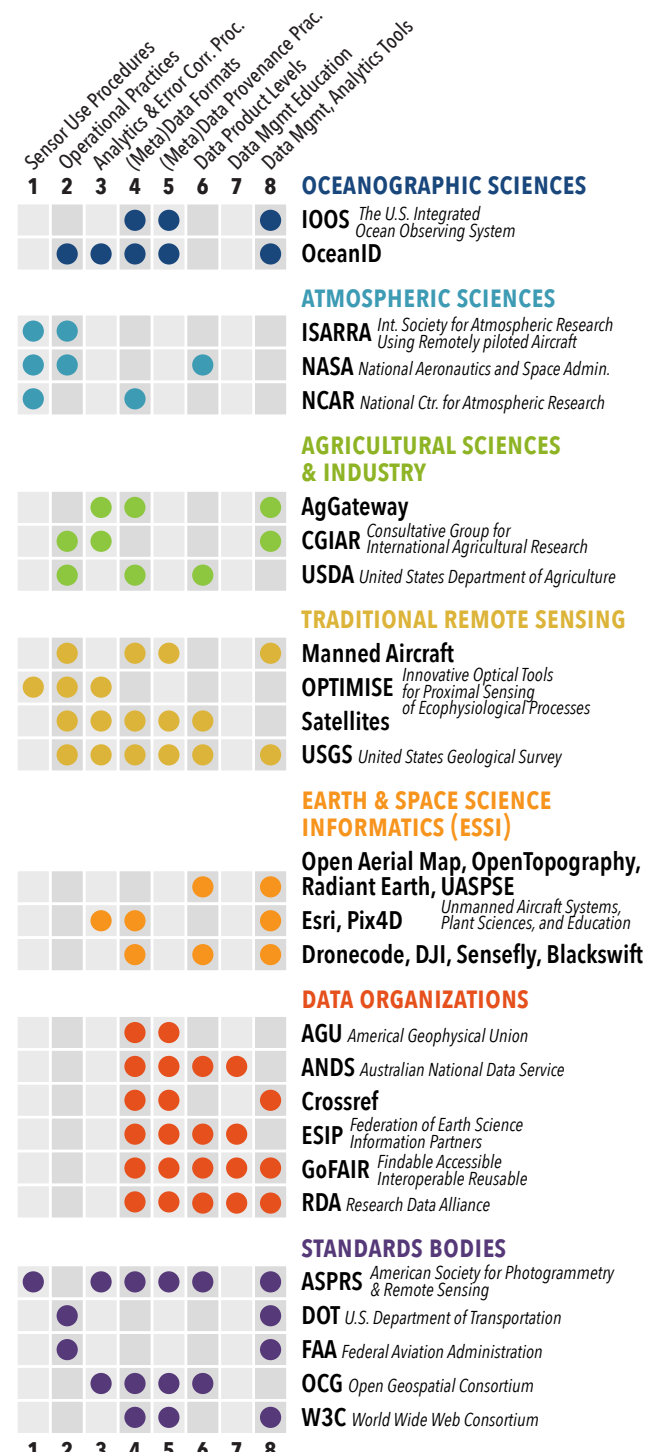 Sensor Use Procedures
Operational Practices
Analytics & Error Corr. Proc.
(Meta)Data Formats
(Meta)Data Provenance Prac.
Data Product Levels
Data Mgmt Education
Data Mgmt, Analytics Tools
1 2 3 4 5 6 7 8
OCEANOGRAPHIC SCIENCES
IOOS The U.S. Integrated
Ocean Observing System
OceanID
ATMOSPHERIC SCIENCES
ISARRA Int. Society for Atmospheric Research
Using Remotely piloted Aircraft
NASA National Aeronautics and Space Admin.
NCAR National Ctr. for Atmospheric Research
AGRICULTURAL SCIENCES
& INDUSTRY
AgGateway
CGIAR Consultative Group for
International Agricultural Research
USDA United States Department of Agriculture
TRADITIONAL REMOTE SENSING
Manned Aircraft
OPTIMISE Innovative Optical Tools
for Proximal Sensing
of Ecophysiological Processes
Satellites
USGS United States Geological Survey
EARTH & SPACE SCIENCE
INFORMATICS (ESSI)
Open Aerial Map, OpenTopography,
Radiant Earth, UASPSE
Unmanned Aircraft Systems,
Plant Sciences, and Education
Esri, Pix4D
Dronecode, DJI, Sensefly, Blackswift
DATA ORGANIZATIONS
AGU Americal Geophysical Union
ANDS Australian National Data Service
Crossref
ESIP Federation of Earth Science
Information Partners
GoFAIR Findable Accessible
Interoperable Reusable
RDA Research Data Alliance
STANDARDS BODIES
ASPRS American Society for Photogrammetry
& Remote Sensing
DOT U.S. Department of Transportation
FAA Federal Aviation Administration
OCG Open Geospatial Consortium
W3C World Wide Web Consortium
1 2 3 4 5 6 7 8